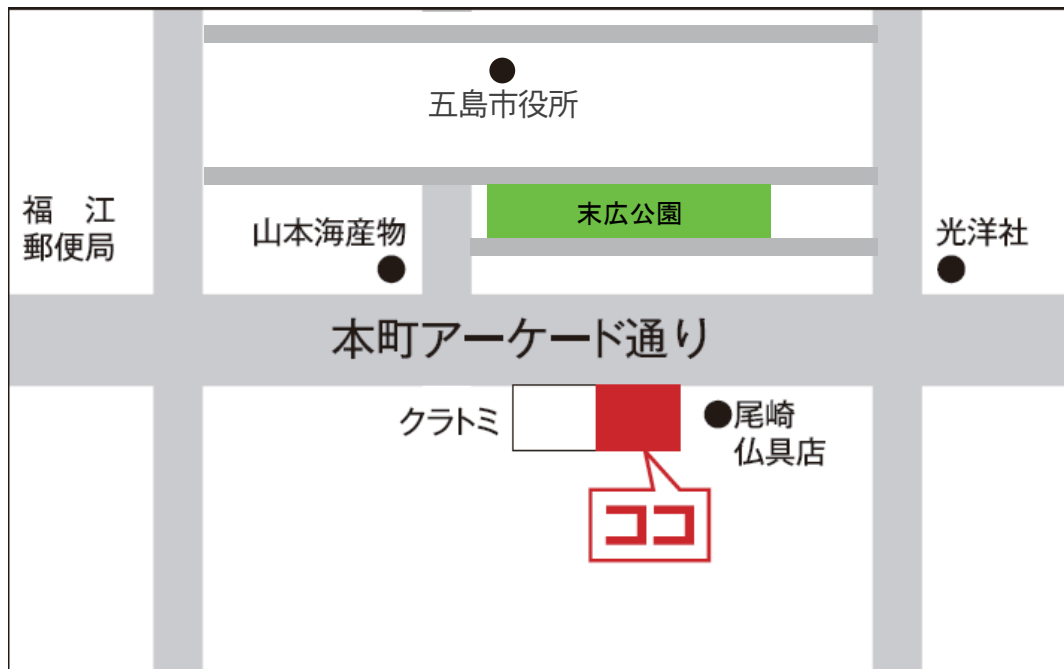 五島市役所
福　江
郵便局
山本海産物
末広公園
光洋社
本町アーケード通り
クラトミ
尾崎
仏具店
ココ